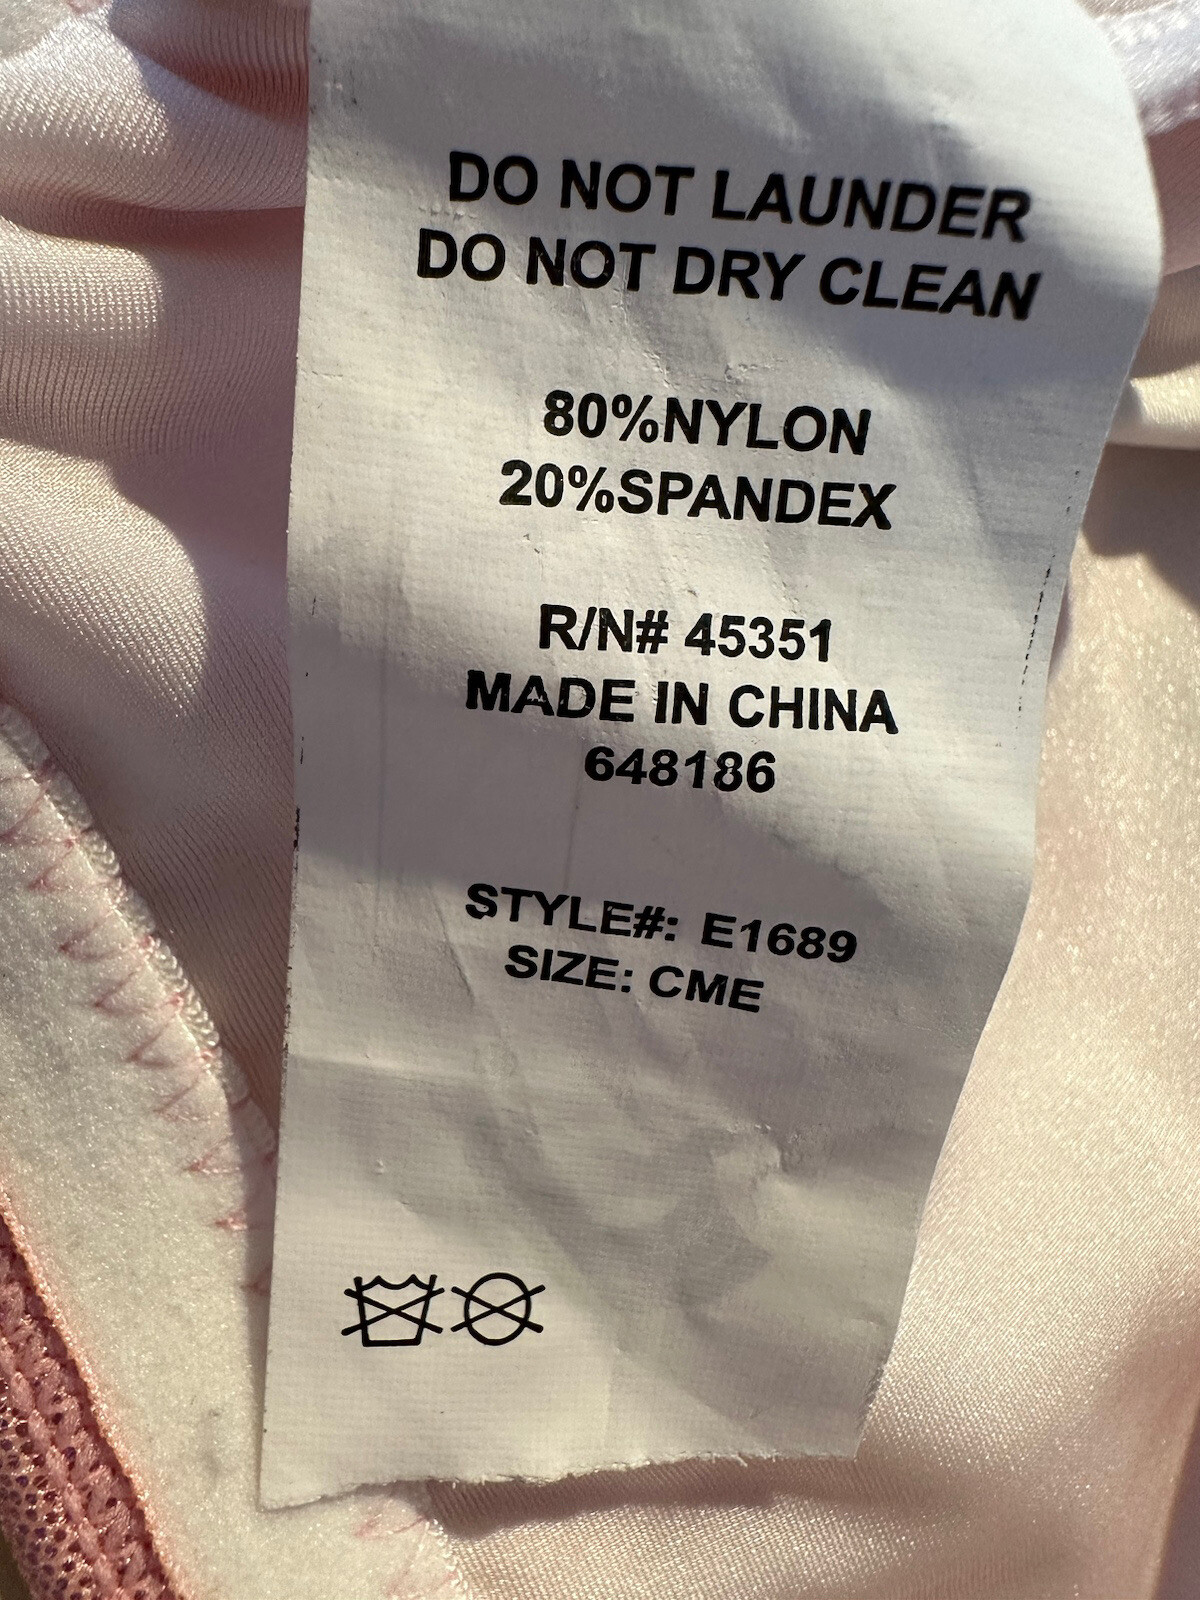 DO NOT LAUNDER
DO NOT DRY CLEAN
80%NYLON
20%SPANDEX
R/N# 45351
MADE IN CHINA
648186
STYLE#: E1689
SIZE: CME